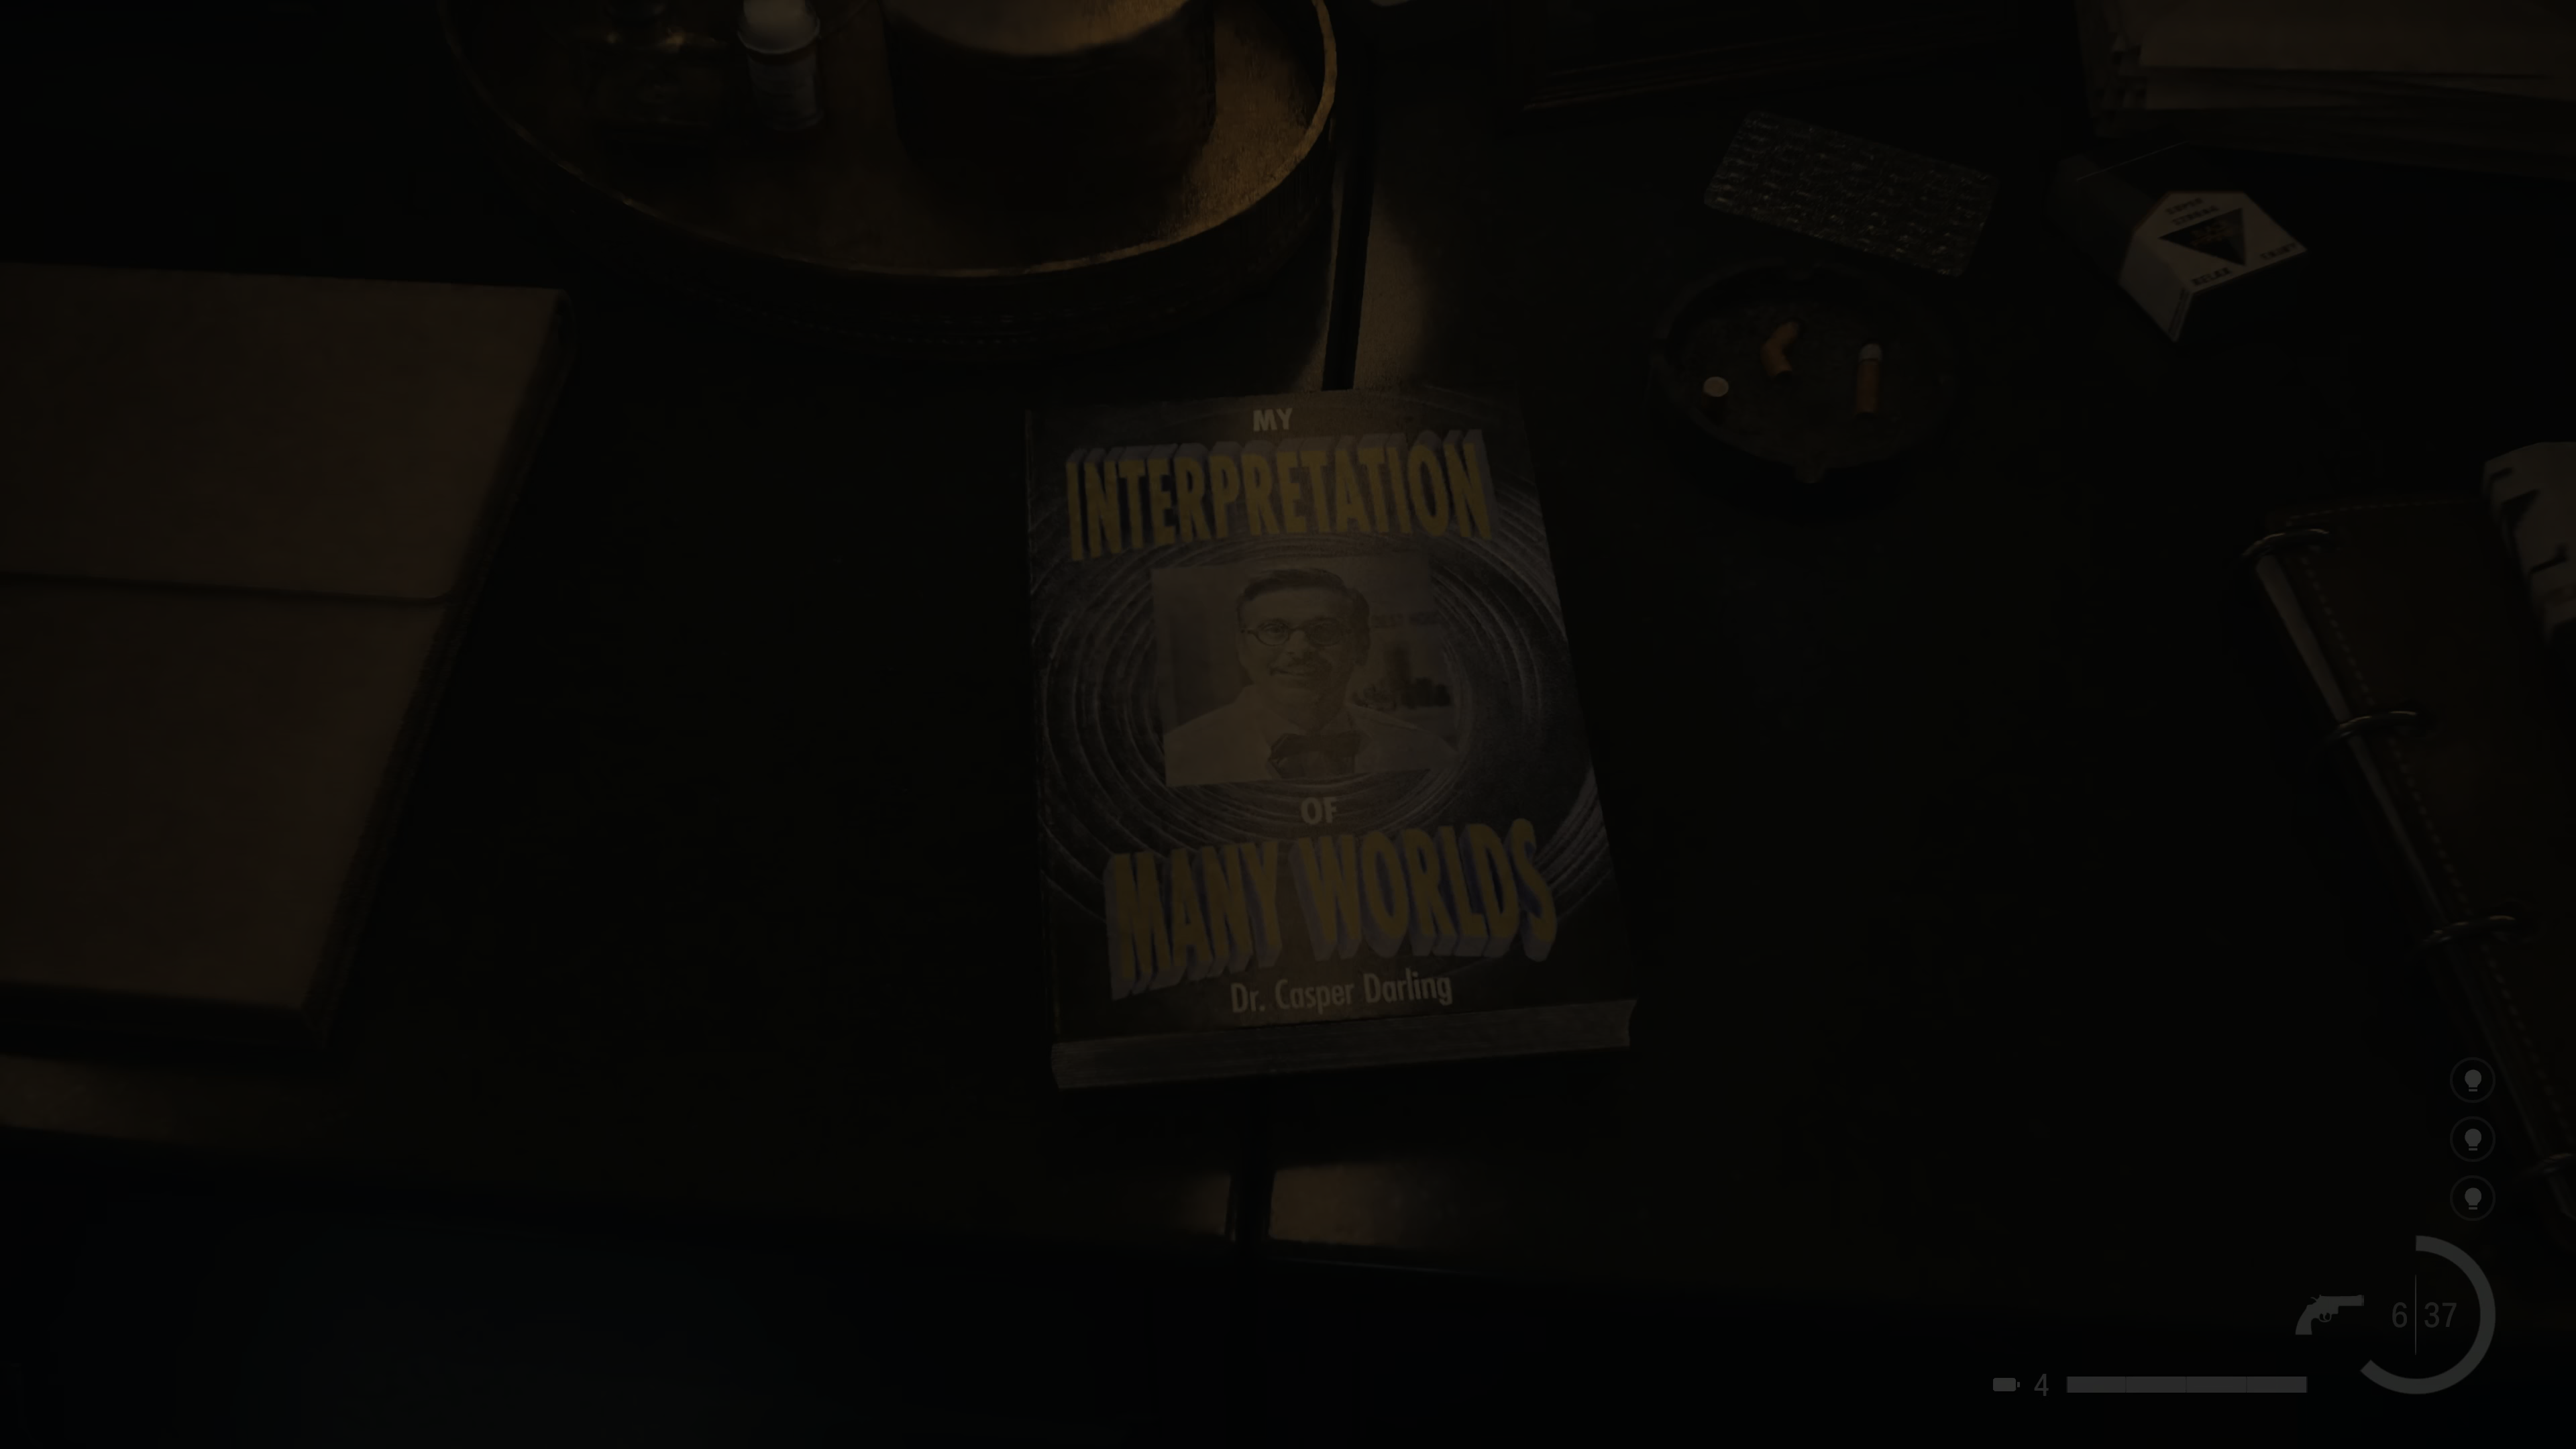 MY
INTERPRETATION
OF
MANY WORLDS
Dr. Casper Darling
6 37
4